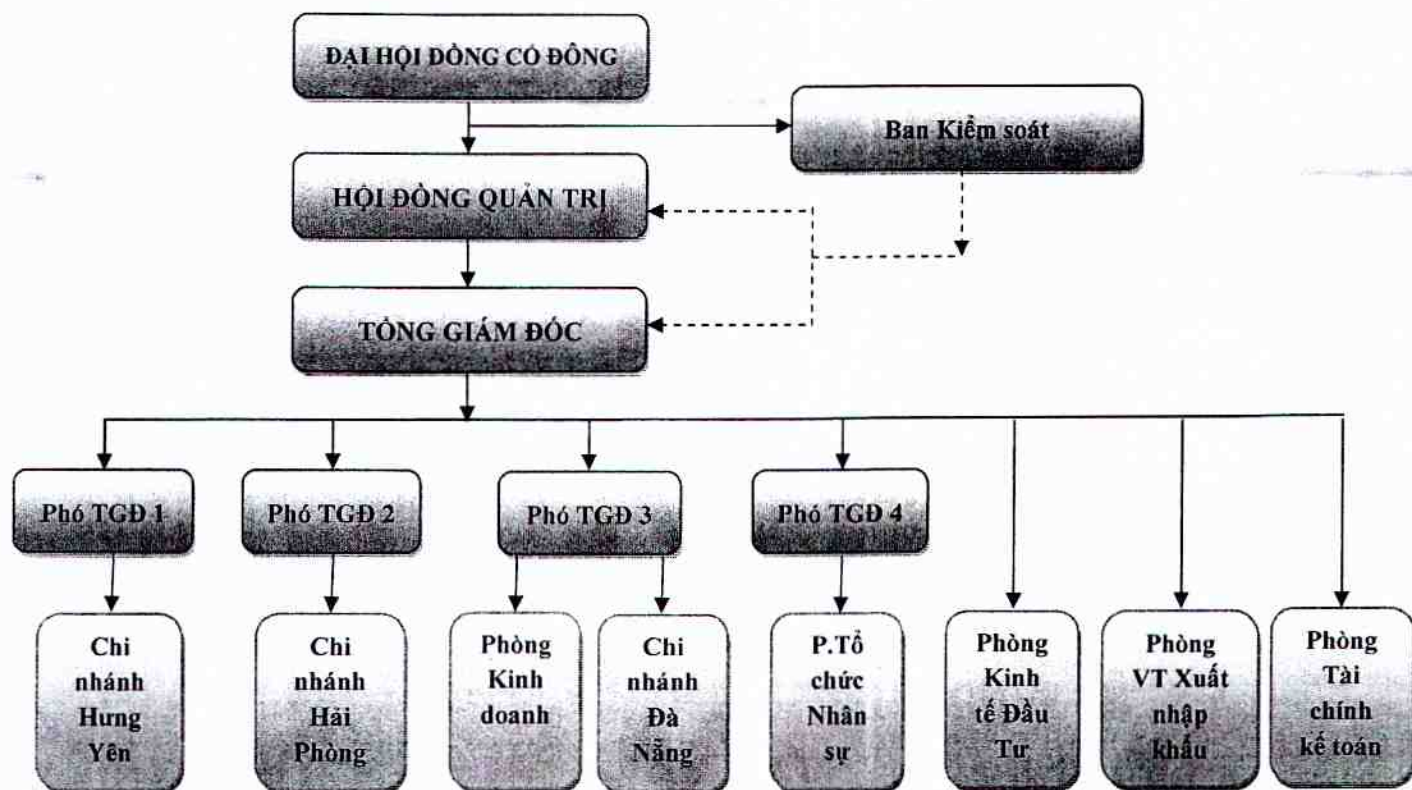 ĐẠI HỘI ĐỒNG CỔ ĐÔNG
Ban Kiểm soát
HỘI ĐỒNG QUẢN TRỊ
TỔNG GIÁM ĐỐC
Phó TGĐ 1
Phó TGĐ 2
Phó TGĐ 3
Phó TGĐ 4
Chi
nhánh
Hưng
Yên
Chi
nhánh
Hải
Phòng
Phòng
Kinh
doanh
Chi
nhánh
Đà
Nẵng
P.Tổ
chức
Nhân
sự
Phòng
Kinh
tế Đầu
Tư
Phòng
VT Xuất
nhập
khẩu
Phòng
Tài
chính
kế toán